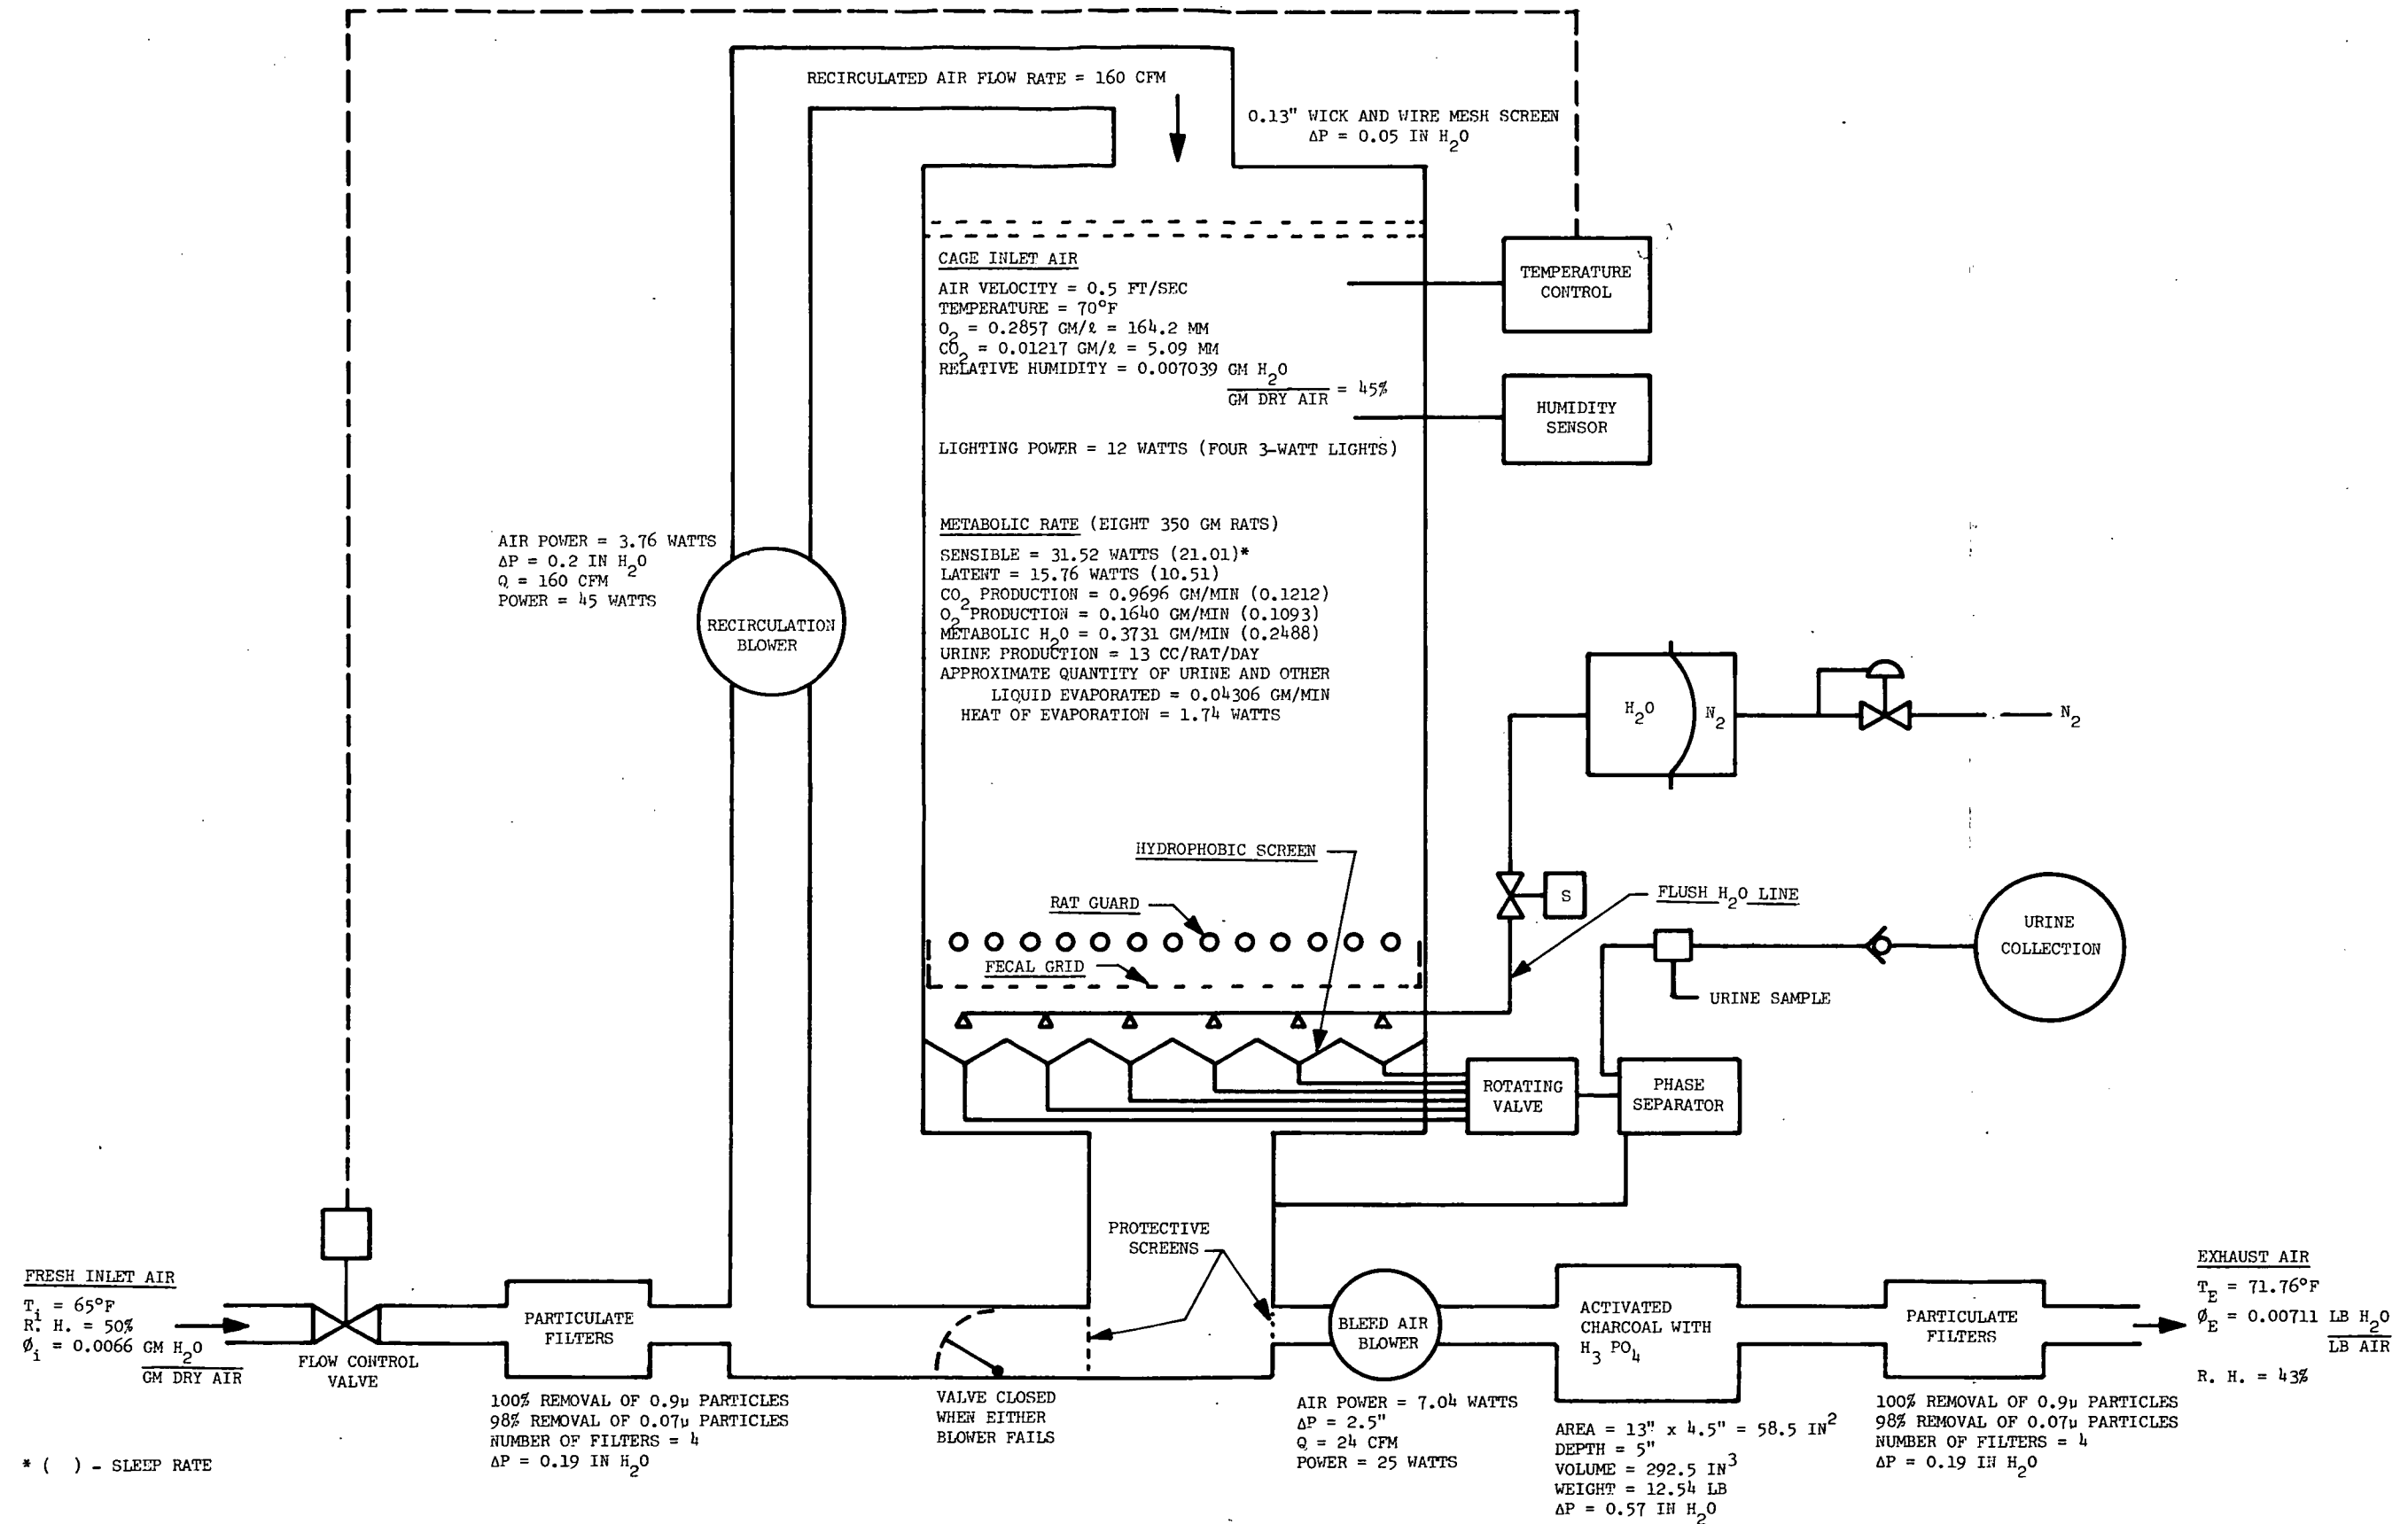 RECIRCULATED AIR FLOW RATE = 160 CFM
0.13" WICK AND WIRE MESH SCREEN
ΔP = 0.05 IN H2O
CAGE INLET AIR
AIR VELOCITY = 0.5 FT/SEC
TEMPERATURE = 70°F
O2 = 0.2857 GM/ℓ = 164.2 MM
CO2 = 0.01217 GM/ℓ = 5.09 MM
RELATIVE HUMIDITY = 0.007039 GM H2O
GM DRY AIR = 45%
LIGHTING POWER = 12 WATTS (FOUR 3-WATT LIGHTS)
TEMPERATURE
CONTROL
HUMIDITY
SENSOR
METABOLIC RATE (EIGHT 350 GM RATS)
SENSIBLE = 31.52 WATTS (21.01)*
LATENT = 15.76 WATTS (10.51)
CO2 PRODUCTION = 0.9696 GM/MIN (0.1212)
O2 PRODUCTION = 0.1640 GM/MIN (0.1093)
METABOLIC H2O = 0.3731 GM/MIN (0.2488)
URINE PRODUCTION = 13 CC/RAT/DAY
APPROXIMATE QUANTITY OF URINE AND OTHER
LIQUID EVAPORATED = 0.04306 GM/MIN
HEAT OF EVAPORATION = 1.74 WATTS
AIR POWER = 3.76 WATTS
ΔP = 0.2 IN H2O
Q = 160 CFM
POWER = 45 WATTS
RECIRCULATION
BLOWER
H2O
N2
N2
HYDROPHOBIC SCREEN
RAT GUARD
FECAL GRID
S
FLUSH H2O LINE
URINE
COLLECTION
URINE SAMPLE
ROTATING
VALVE
PHASE
SEPARATOR
PROTECTIVE
SCREENS
FRESH INLET AIR
Ti = 65°F
R. H. = 50%
Øi = 0.0066 GM H2O
GM DRY AIR
FLOW CONTROL
VALVE
PARTICULATE
FILTERS
100% REMOVAL OF 0.9μ PARTICLES
98% REMOVAL OF 0.07μ PARTICLES
NUMBER OF FILTERS = 4
ΔP = 0.19 IN H2O
VALVE CLOSED
WHEN EITHER
BLOWER FAILS
BLEED AIR
BLOWER
AIR POWER = 7.04 WATTS
ΔP = 2.5"
Q = 24 CFM
POWER = 25 WATTS
ACTIVATED
CHARCOAL WITH
H3 PO4
AREA = 13" x 4.5" = 58.5 IN2
DEPTH = 5"
VOLUME = 292.5 IN3
WEIGHT = 12.54 LB
ΔP = 0.57 IN H2O
PARTICULATE
FILTERS
100% REMOVAL OF 0.9μ PARTICLES
98% REMOVAL OF 0.07μ PARTICLES
NUMBER OF FILTERS = 4
ΔP = 0.19 IN H2O
EXHAUST AIR
TE = 71.76°F
ØE = 0.00711 LB H2O
LB AIR
R. H. = 43%
* ( ) - SLEEP RATE